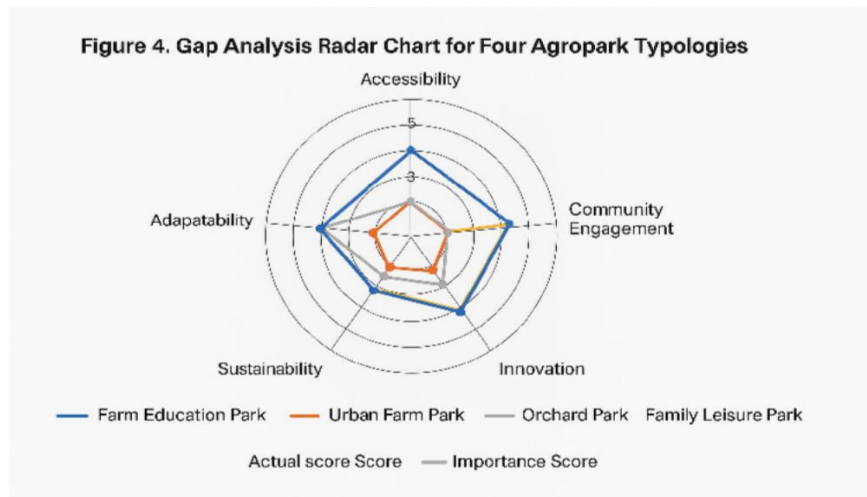 Figure 4. Gap Analysis Radar Chart for Four Agropark Typologies
Accessibility
5
3
Adapatability
Community
Engagement
Sustainability
Innovation
Farm Education Park Urban Farm Park Orchard Park Family Leisure Park
Actual score Score Importance Score